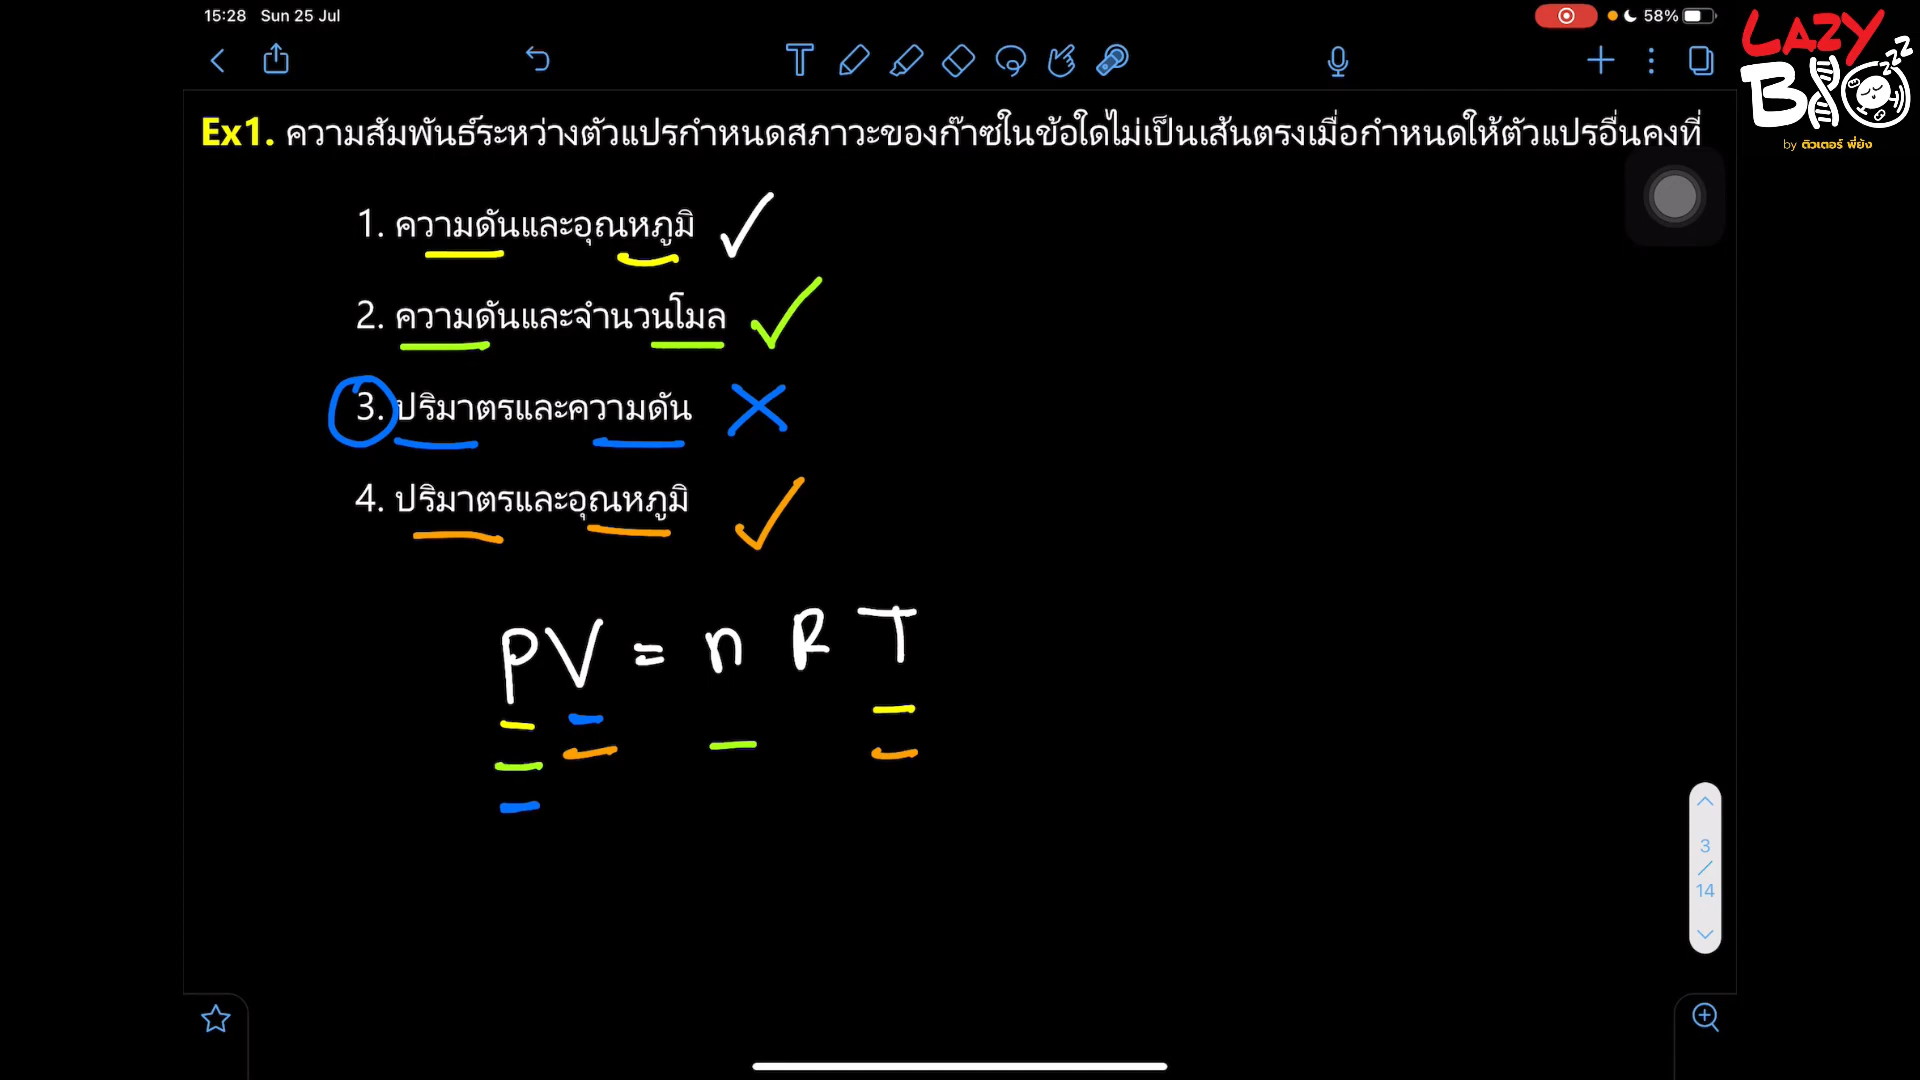 15:28 Sun 25 Jul
58%
LAZY
BIO zzz
by ติวเตอร์ พี่ยัง
Ex1. ความสัมพันธ์ระหว่างตัวแปรกำหนดสภาวะของก๊าซในข้อใดไม่เป็นเส้นตรงเมื่อกำหนดให้ตัวแปรอื่นคงที่
1. ความดันและอุณหภูมิ
2. ความดันและจำนวนโมล
3. ปริมาตรและความดัน
4. ปริมาตรและอุณหภูมิ
PV = n R T
3
/
14